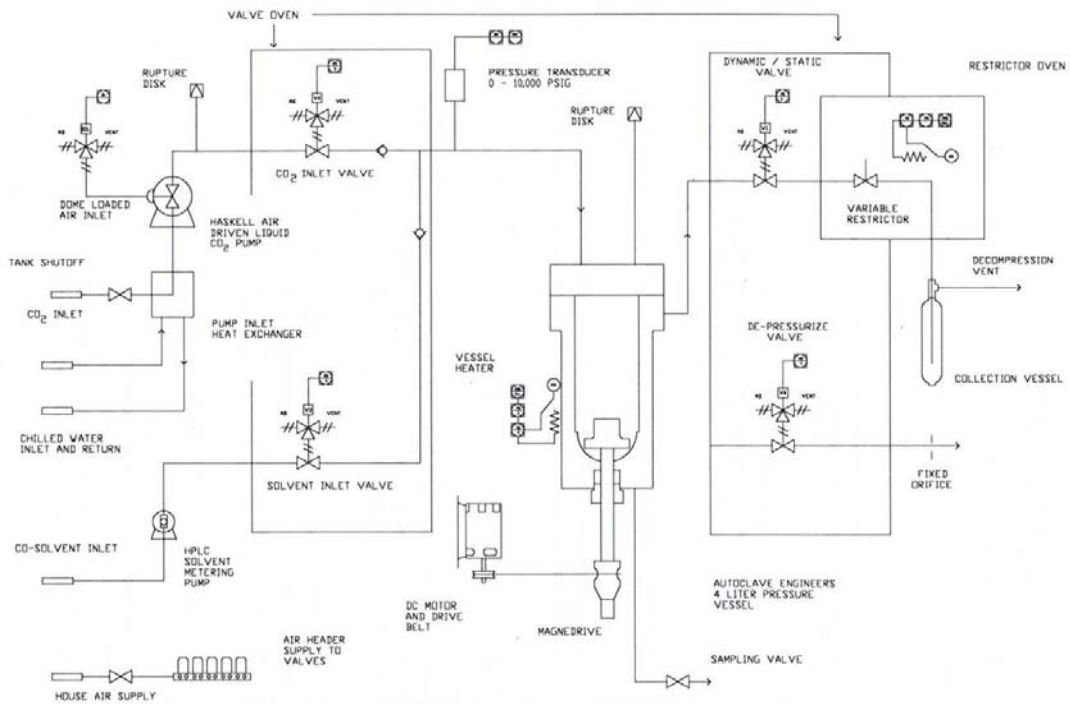 VALVE OVEN
RUPTURE
DISK
PRESSURE TRANSDUCER
0 - 10,000 PSIG
DYNAMIC / STATIC
VALVE
RESTRICTOR OVEN
RUPTURE
DISK
VENT
VENT
VENT
CO2 INLET VALVE
DOME LOADED
AIR INLET
HASKELL AIR
DRIVEN LIQUID
CO2 PUMP
VARIABLE
RESTRICTOR
TANK SHUTOFF
CO2 INLET
DECOMPRESSION
VENT
PUMP INLET
HEAT EXCHANGER
DE-PRESSURIZE
VALVE
VESSEL
HEATER
COLLECTION VESSEL
VENT
VENT
CHILLED WATER
INLET AND RETURN
SOLVENT INLET VALVE
FIXED
ORIFICE
CO-SOLVENT INLET
HPLC
SOLVENT
METERING
PUMP
DC MOTOR
AND DRIVE
BELT
MAGNEDRIVE
AUTOCLAVE ENGINEERS
4 LITER PRESSURE
VESSEL
AIR HEADER
SUPPLY TO
VALVES
SAMPLING VALVE
HOUSE AIR SUPPLY